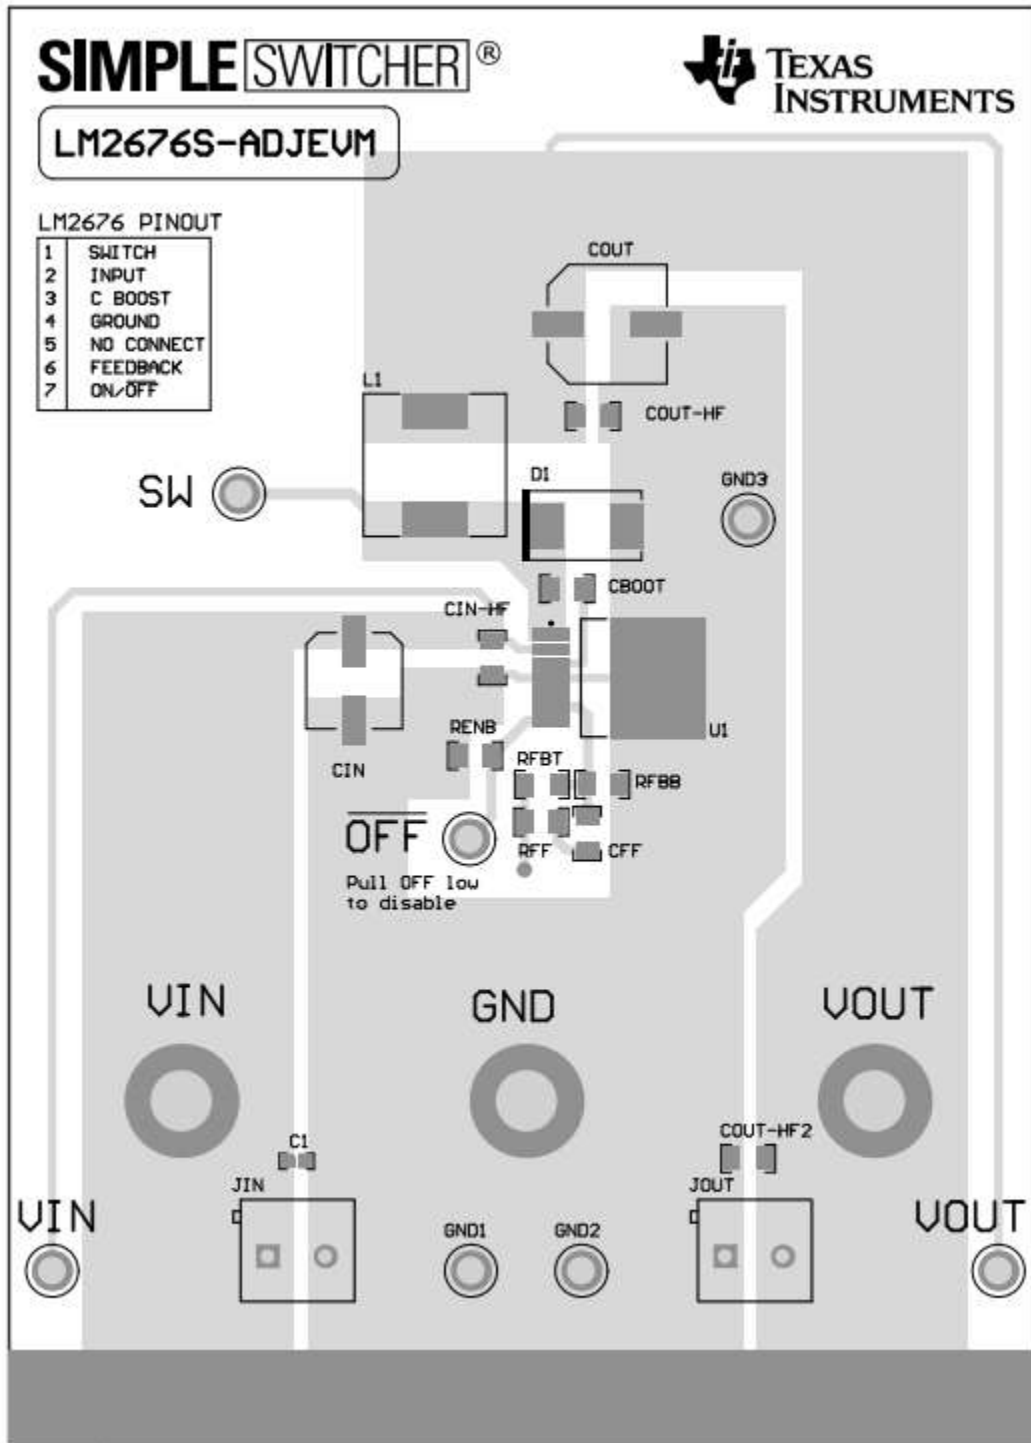 SIMPLE SWITCHER®
TEXAS
INSTRUMENTS
LM2676S-ADJEVM
LM2676 PINOUT
1 SWITCH
2 INPUT
3 C BOOST
4 GROUND
5 NO CONNECT
6 FEEDBACK
7 ON/OFF
COUT
L1
COUT-HF
SW
D1
GND3
CBOOT
CIN-HF
RENB
U1
CIN
RFBT
RFBB
OFF
RFF
CFF
Pull OFF low
to disable
VIN
GND
VOUT
C1
COUT-HF2
JIN
JOUT
VIN
GND1
GND2
VOUT